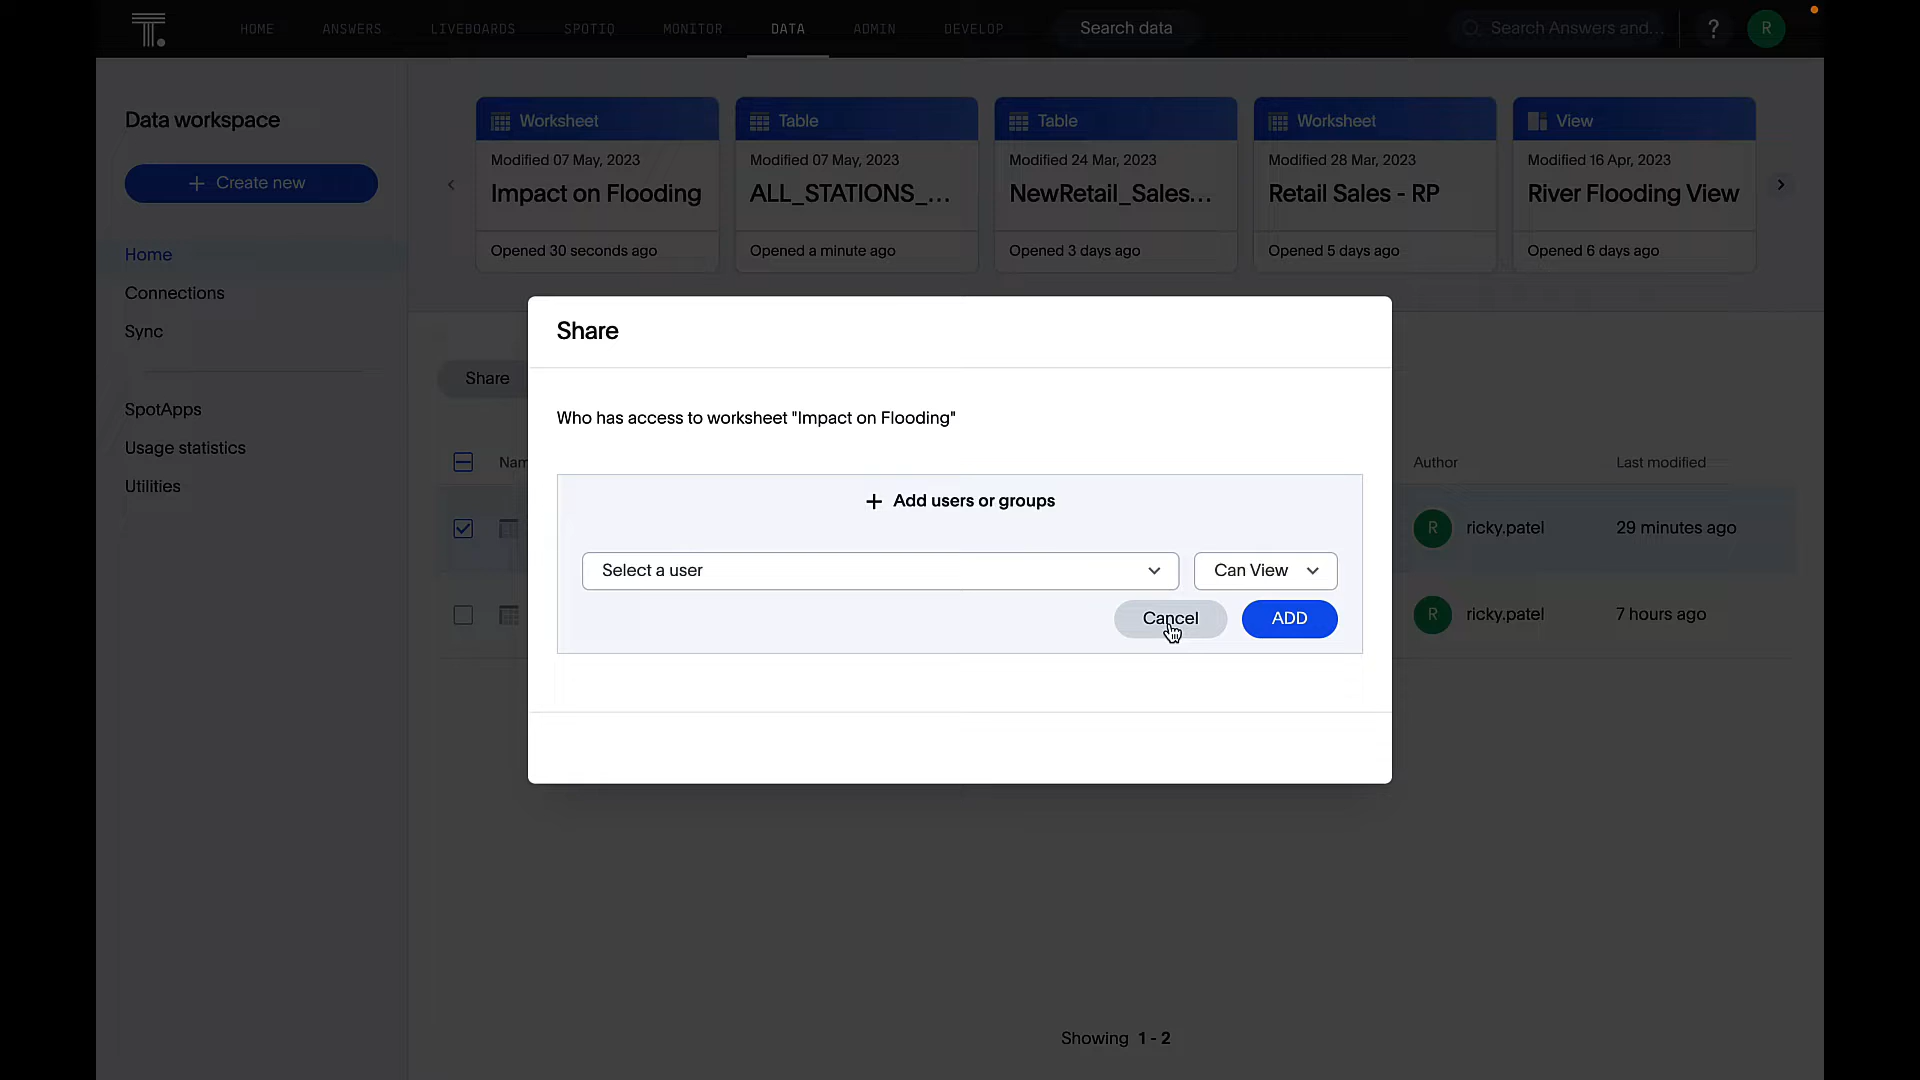 T.
HOME ANSWERS LIVEBOARDS SPOTIQ MONITOR DATA ADMIN DEVELOP Search data Search Answers and... ? R
Data workspace
Create new
Home
Connections
Sync
SpotApps
Usage statistics
Utilities
Worksheet
Modified 07 May, 2023
Impact on Flooding
Opened 30 seconds ago
Table
Modified 07 May, 2023
ALL_STATIONS_...
Opened a minute ago
Table
Modified 24 Mar, 2023
NewRetail_Sales...
Opened 3 days ago
Worksheet
Modified 28 Mar, 2023
Retail Sales - RP
Opened 5 days ago
View
Modified 16 Apr, 2023
River Flooding View
Opened 6 days ago
Share
Nam
Author Last modified
R ricky.patel 29 minutes ago
R ricky.patel 7 hours ago
Share
Who has access to worksheet "Impact on Flooding"
+ Add users or groups
Select a user Can View
Cancel ADD
Showing 1 - 2